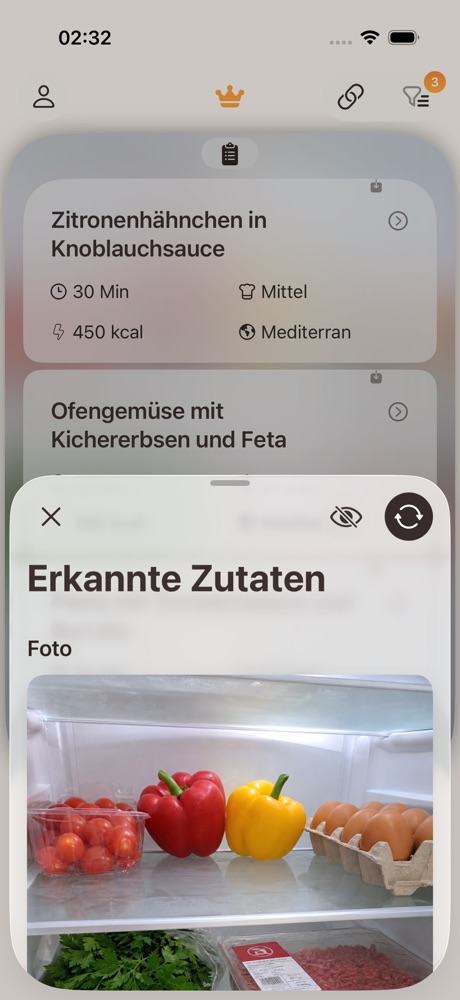 02:32
3
Zitronenhähnchen in
Knoblauchsauce
30 Min
Mittel
450 kcal
Mediterran
Ofengemüse mit
Kichererbsen und Feta
Erkannte Zutaten
Foto